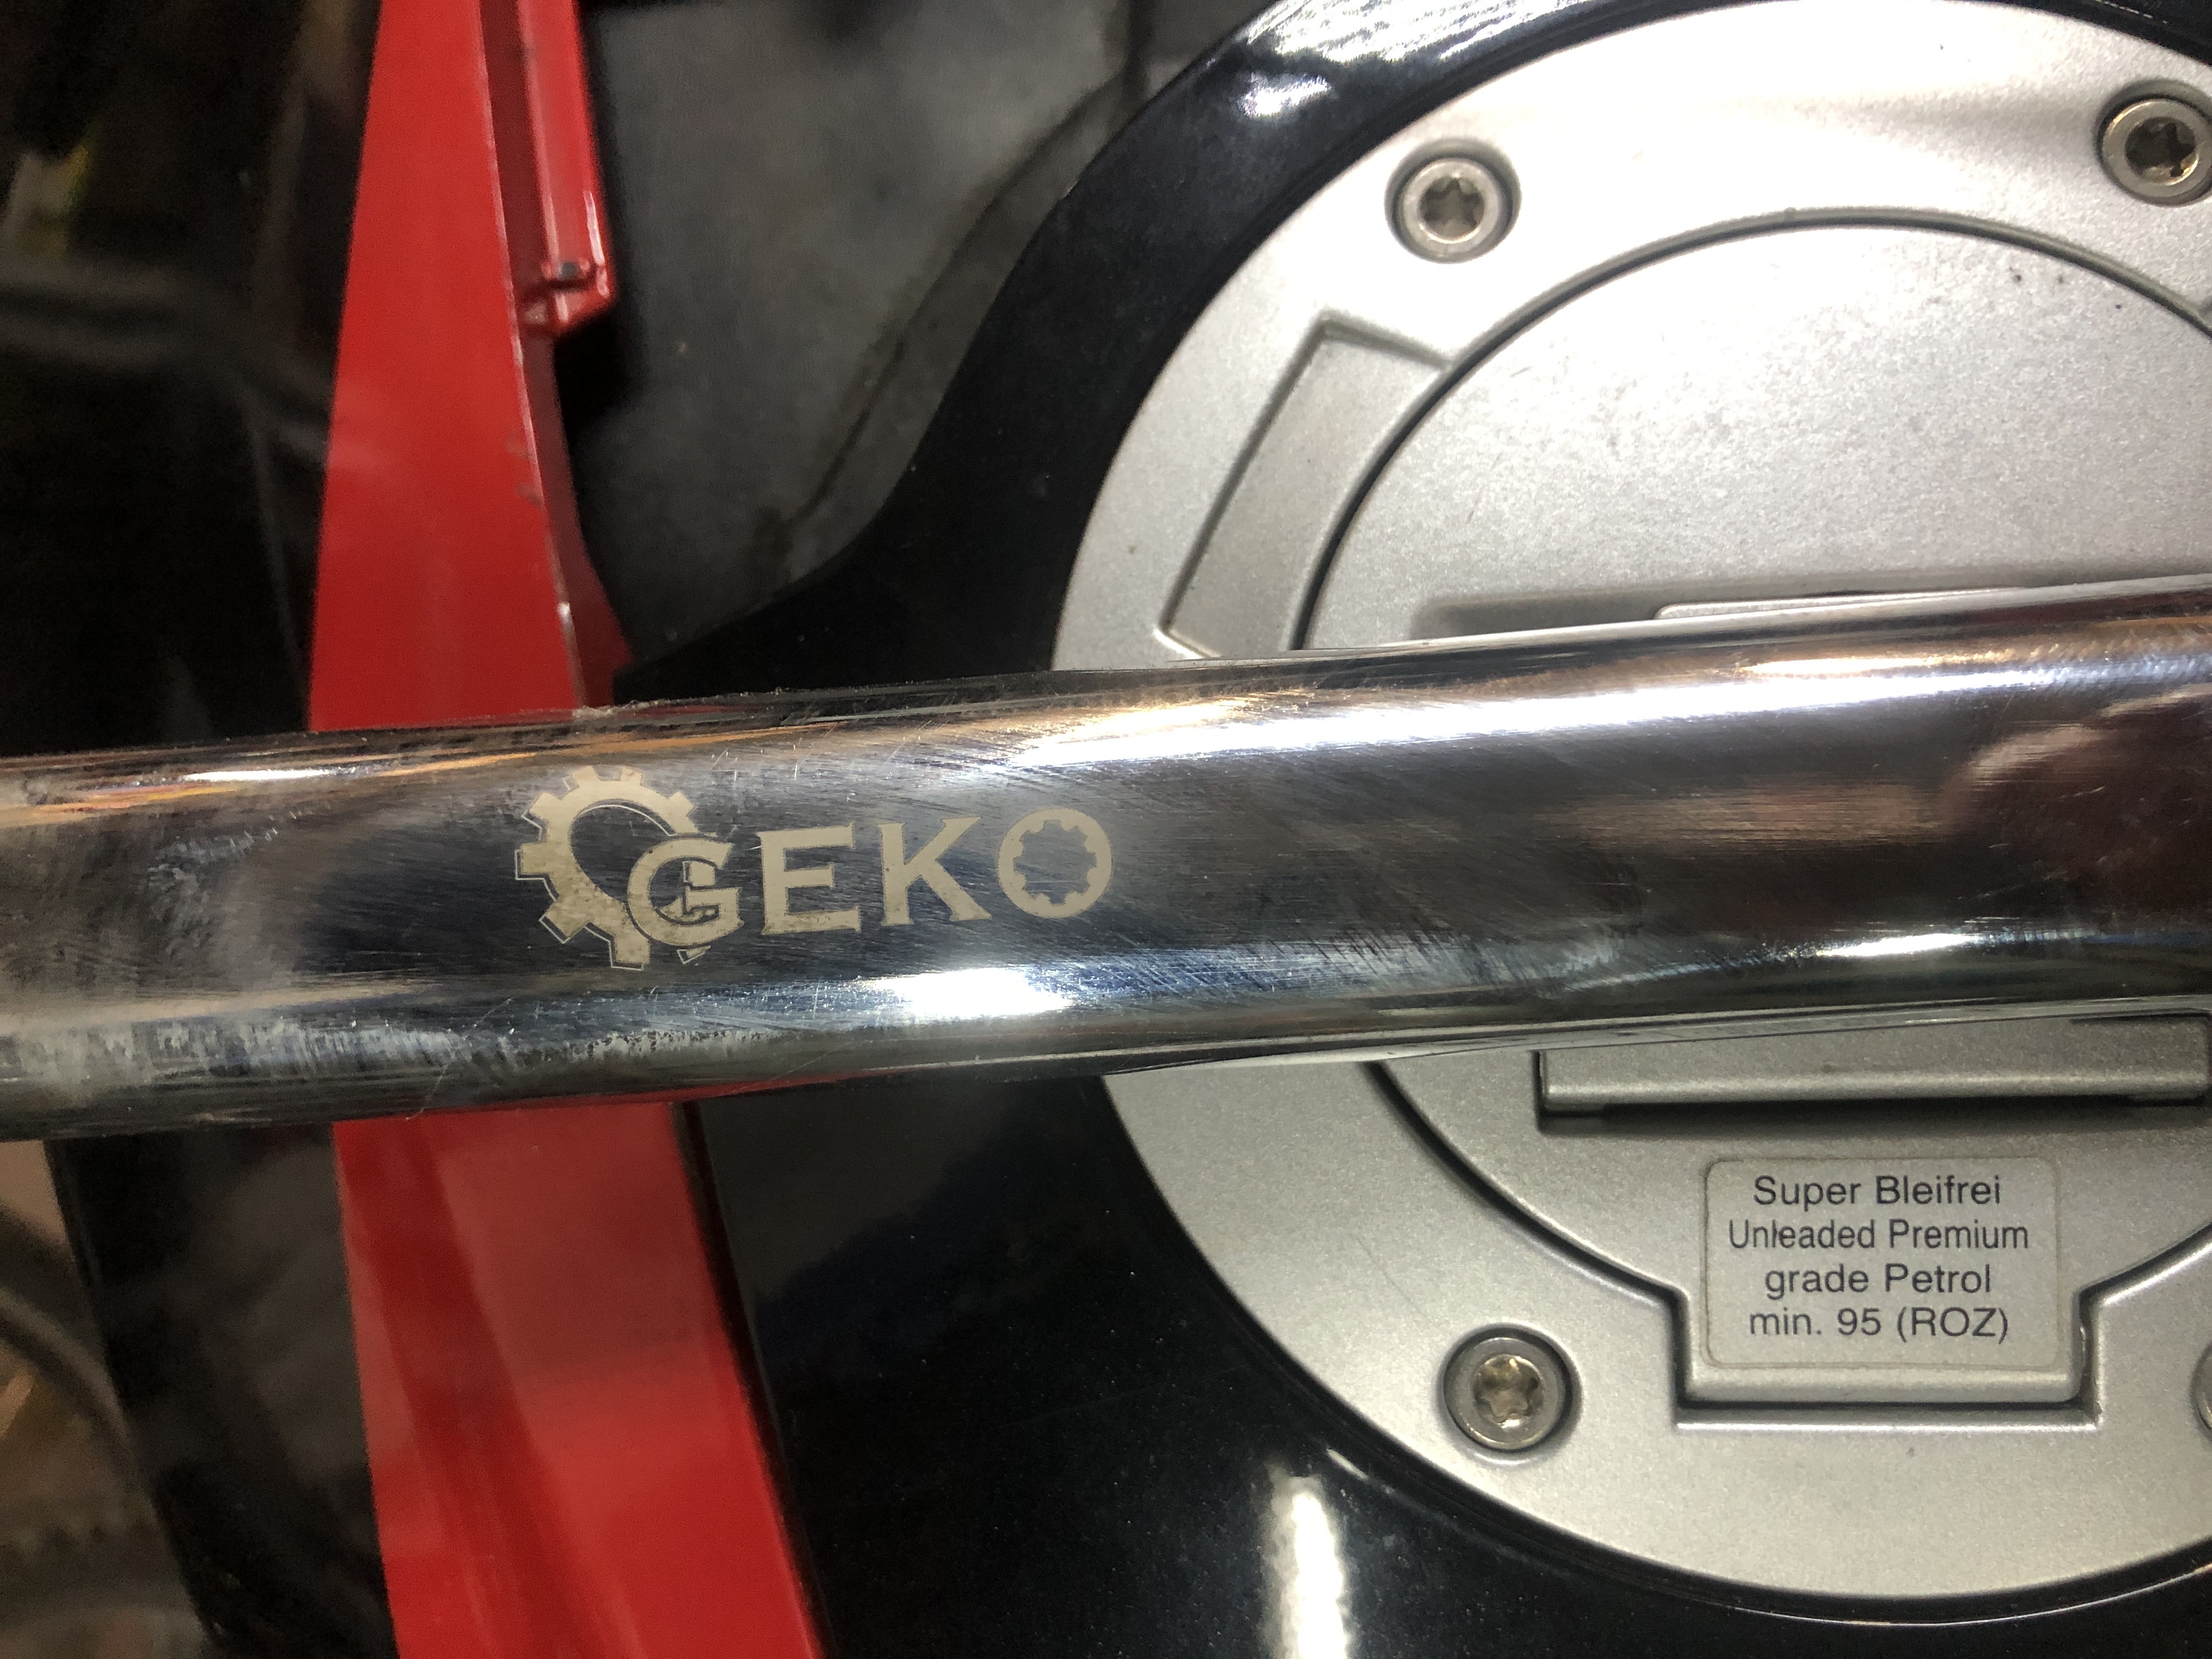 GEKO
Super Bleifrei
Unleaded Premium
grade Petrol
min. 95 (ROZ)